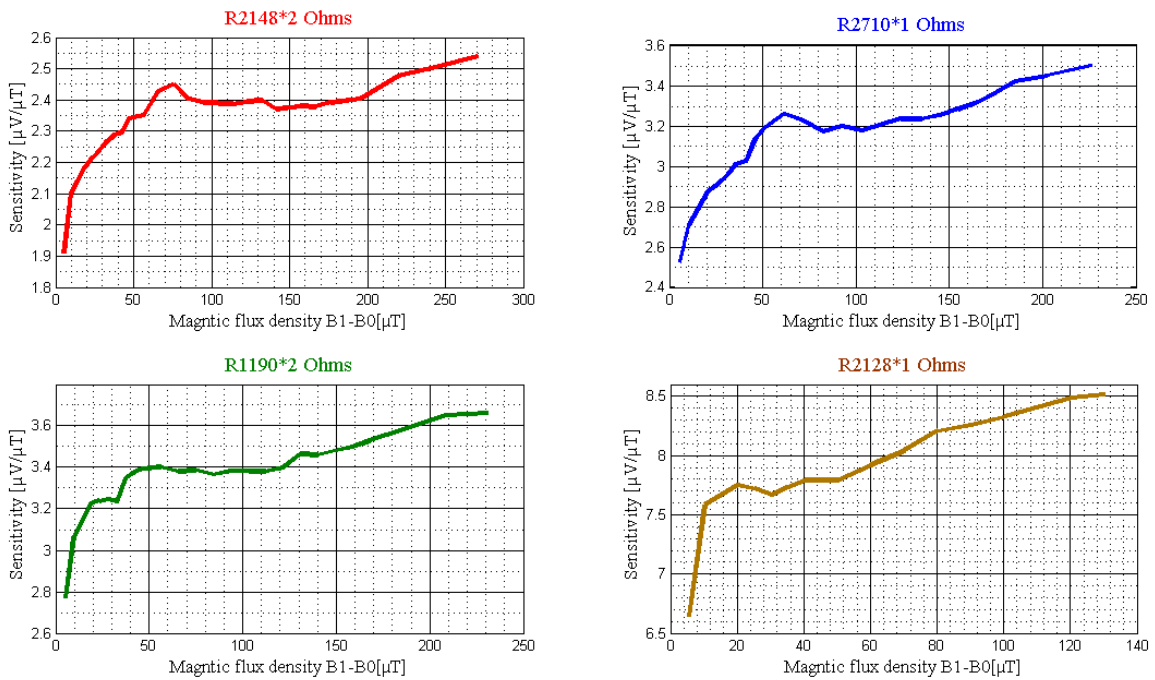 R2148*2 Ohms
2.6
2.5
2.4
2.3
2.2
2.1
2
1.9
1.8
Sensitivity [µV/µT]
0 50 100 150 200 250 300
Magntic flux density B1-B0[µT]
R2710*1 Ohms
3.6
3.4
3.2
3
2.8
2.6
2.4
Sensitivity [µV/µT]
0 50 100 150 200 250
Magntic flux density B1-B0[µT]
R1190*2 Ohms
3.6
3.4
3.2
3
2.8
2.6
Sensitivity [µV/µT]
0 50 100 150 200 250
Magntic flux density B1-B0[µT]
R2128*1 Ohms
8.5
8
7.5
7
6.5
Sensitivity [µV/µT]
0 20 40 60 80 100 120 140
Magntic flux density B1-B0[µT]